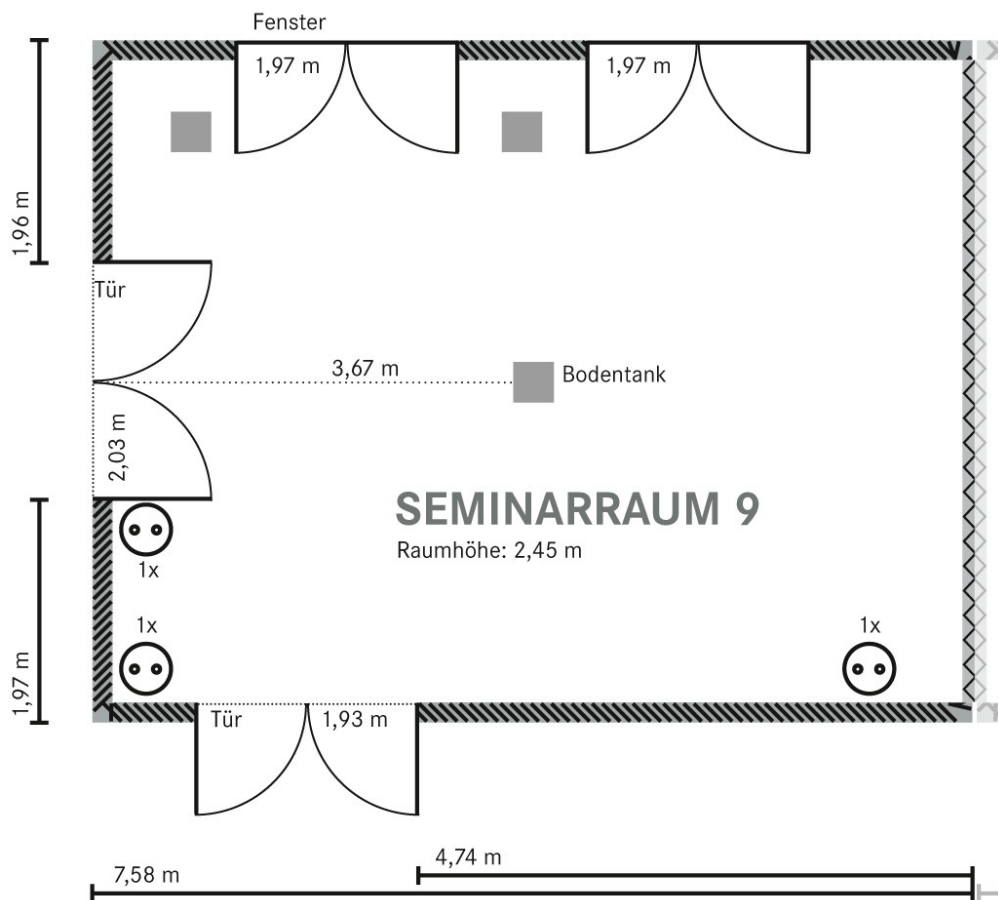 Fenster
1,97 m
1,97 m
1,96 m
Tür
3,67 m
Bodentank
2,03 m
SEMINARRAUM 9
Raumhöhe: 2,45 m
1x
1x
1x
1,97 m
Tür
1,93 m
4,74 m
7,58 m